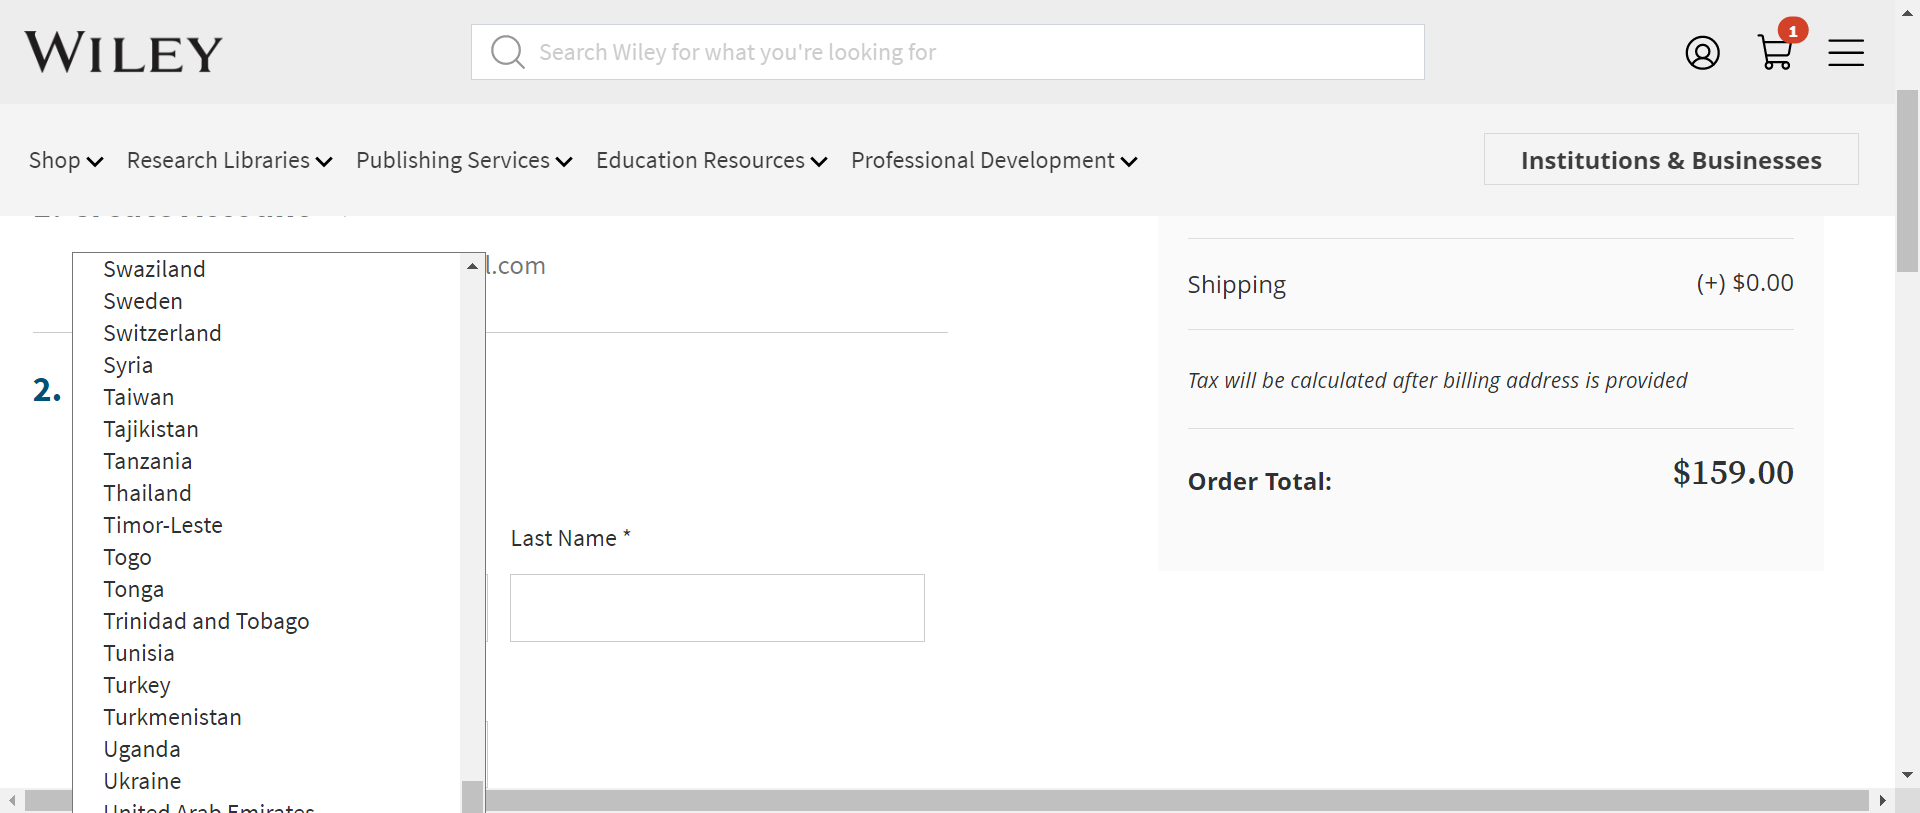 WILEY
Search Wiley for what you're looking for
1
Shop
Research Libraries
Publishing Services
Education Resources
Professional Development
Institutions & Businesses
l.com
2.
Swaziland
Sweden
Switzerland
Syria
Taiwan
Tajikistan
Tanzania
Thailand
Timor-Leste
Togo
Tonga
Trinidad and Tobago
Tunisia
Turkey
Turkmenistan
Uganda
Ukraine
United Arab Emirates
Last Name *
Shipping
(+) $0.00
Tax will be calculated after billing address is provided
Order Total:
$159.00